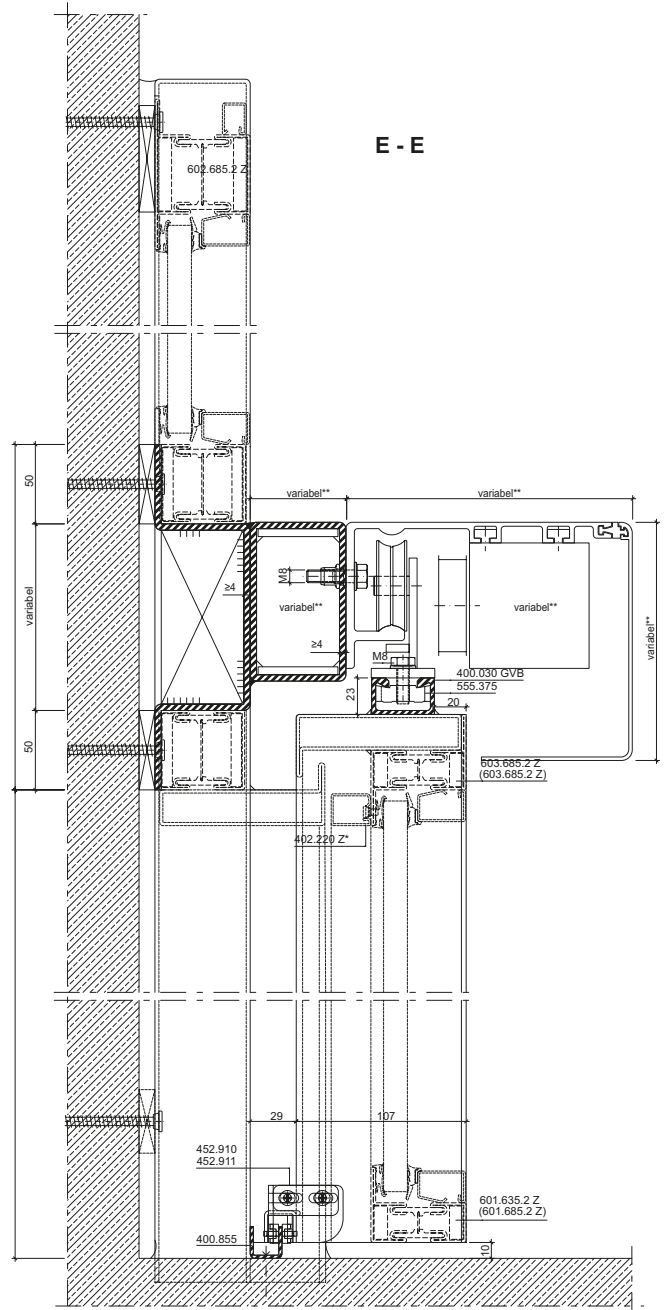 E - E
602.685.2 Z
50
variabel**
variabel**
M8
≥4
variabel**
variabel**
variabel
variabel**
≥4
M8
400.030 GVB
555.375
23
20
50
603.685.2 Z
(603.685.2 Z)
402.220 Z*
29
107
452.910
452.911
601.635.2 Z
(601.685.2 Z)
400.855
10